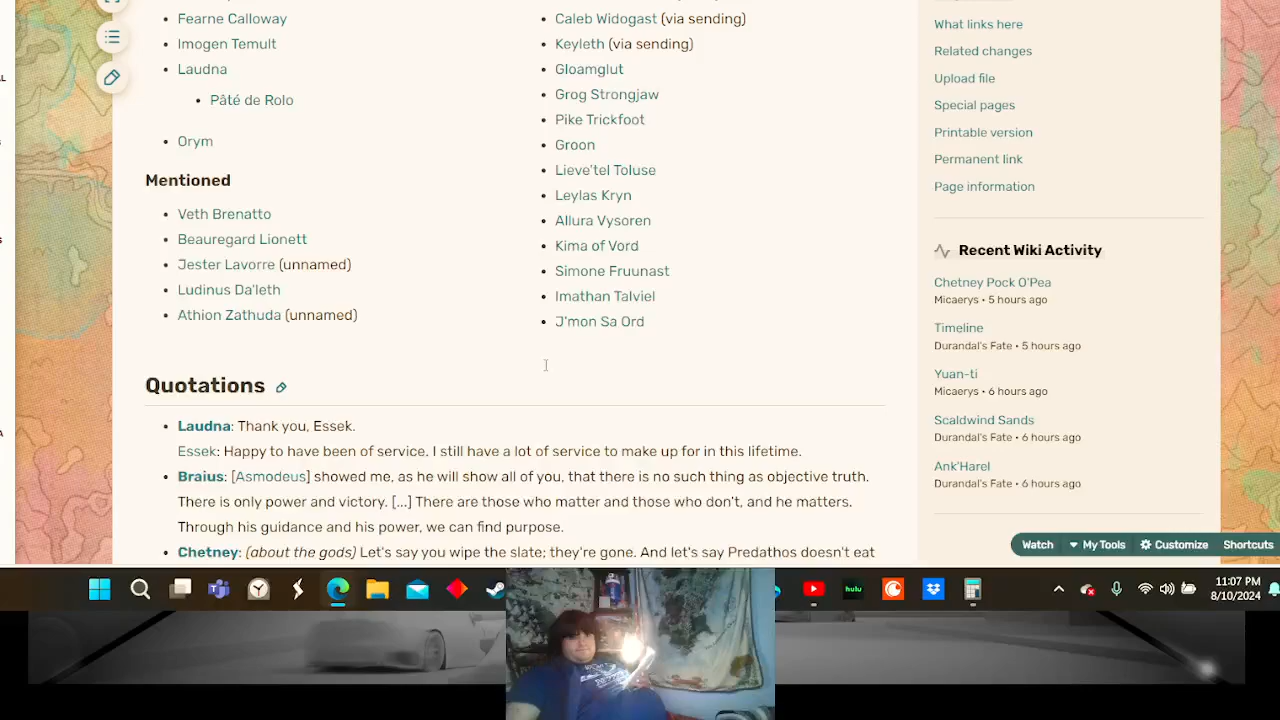 Fearne Calloway
Imogen Temult
Laudna
Pâté de Rolo
Orym
Mentioned
Veth Brenatto
Beauregard Lionett
Jester Lavorre (unnamed)
Ludinus Da'leth
Athion Zathuda (unnamed)
Caleb Widogast (via sending)
Keyleth (via sending)
Gloamglut
Grog Strongjaw
Pike Trickfoot
Groon
Lieve'tel Toluse
Leylas Kryn
Allura Vysoren
Kima of Vord
Simone Fruunast
Imathan Talviel
J'mon Sa Ord
Quotations
Laudna: Thank you, Essek.
Essek: Happy to have been of service. I still have a lot of service to make up for in this lifetime.
Braius: [Asmodeus] showed me, as he will show all of you, that there is no such thing as objective truth.
There is only power and victory. [...] There are those who matter and those who don't, and he matters.
Through his guidance and his power, we can find purpose.
Chetney: (about the gods) Let's say you wipe the slate; they're gone. And let's say Predathos doesn't eat
What links here
Related changes
Upload file
Special pages
Printable version
Permanent link
Page information
Recent Wiki Activity
Chetney Pock O'Pea
Micaerys • 5 hours ago
Timeline
Durandal's Fate • 5 hours ago
Yuan-ti
Micaerys • 6 hours ago
Scaldwind Sands
Durandal's Fate • 6 hours ago
Ank'Harel
Durandal's Fate • 6 hours ago
Watch My Tools Customize Shortcuts
hulu
11:07 PM
8/10/2024